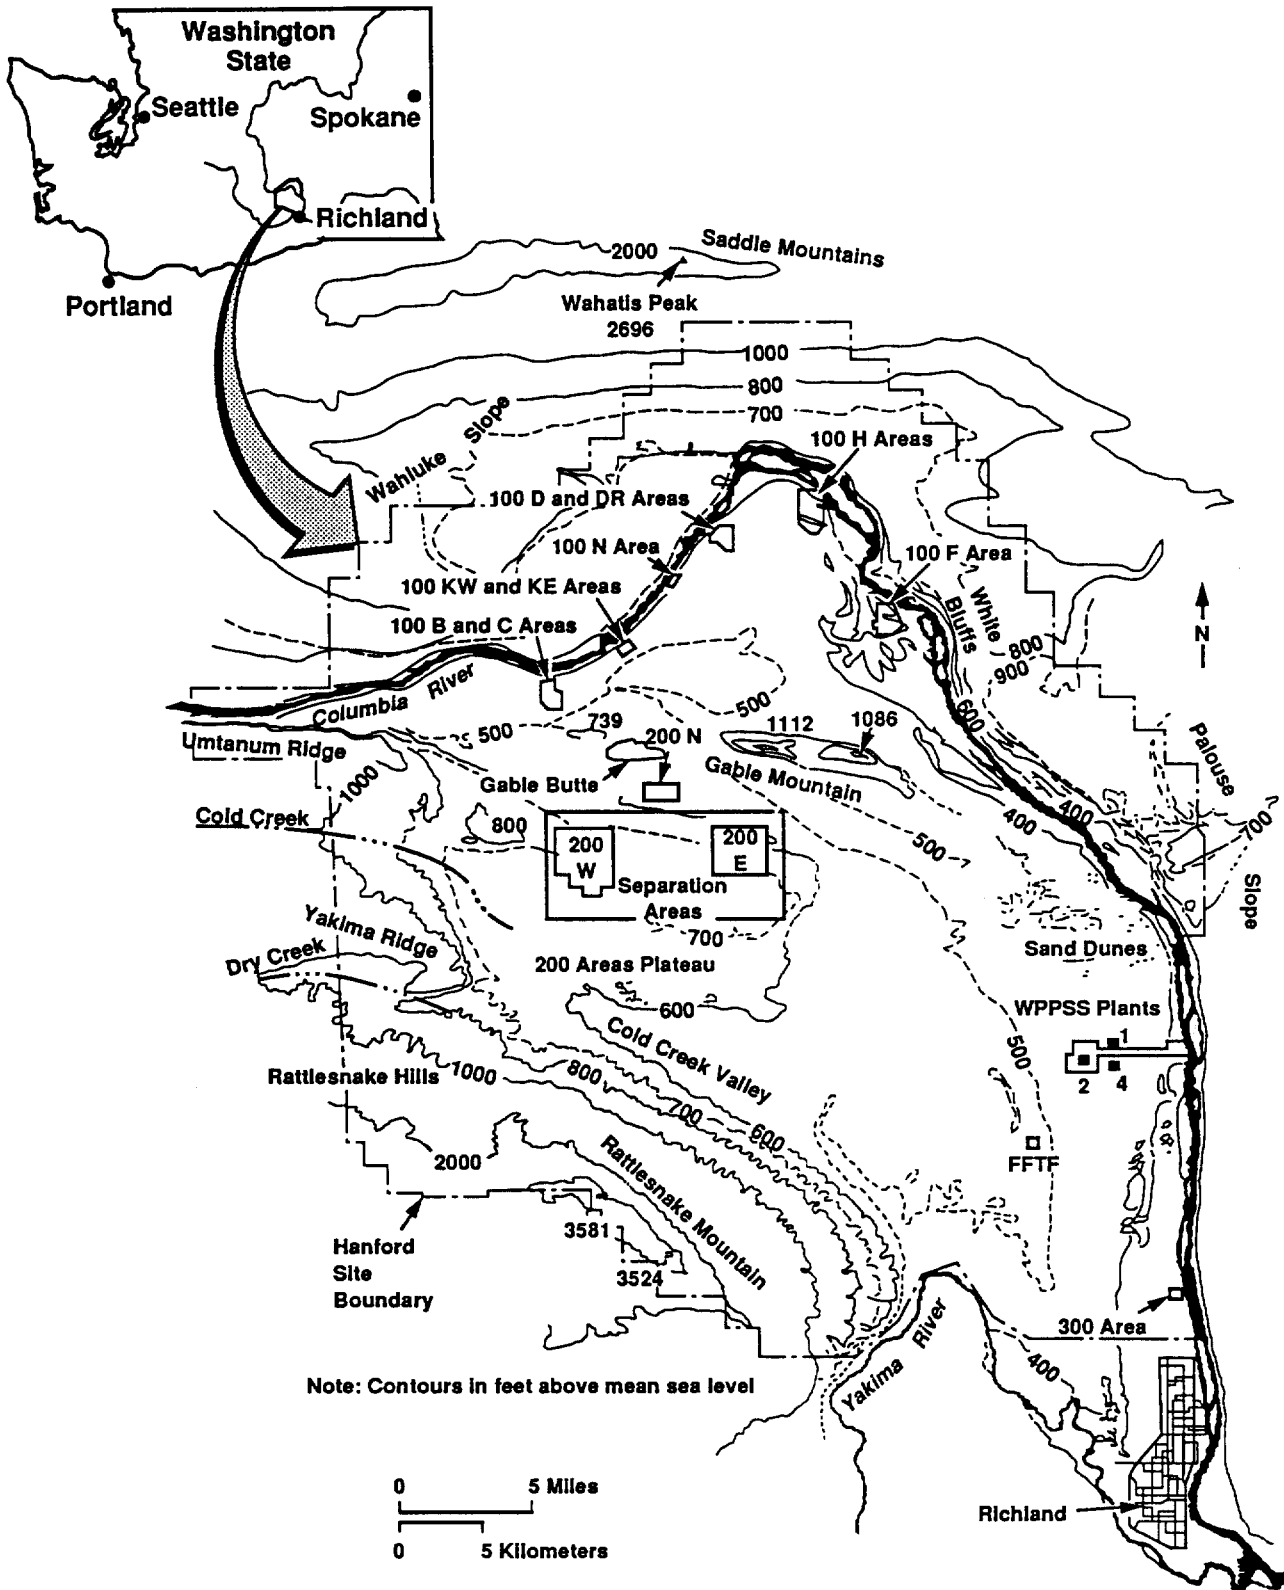 Washington
State
Seattle
Spokane
Richland
Portland
2000
Saddle Mountains
Wahatis Peak
2696
1000
800
700
Wahluke Slope
100 H Areas
100 D and DR Areas
100 N Area
100 F Area
100 KW and KE Areas
100 B and C Areas
White
Bluffs
800
900
N
Columbia River
500
739
500
1112
1086
600
Umtanum Ridge
200 N
Gable Butte
Gable Mountain
Palouse Slope
1000
Cold Creek
800
400
400
700
200
W
200
E
500
Separation
Areas
Yakima Ridge
700
Dry Creek
Sand Dunes
200 Areas Plateau
600
WPPSS Plants
Cold Creek Valley
1
2
4
500
Rattlesnake Hills
1000
800
700
600
2000
Rattlesnake Mountain
FFTF
Hanford
Site
Boundary
3581
3524
300 Area
Yakima River
400
Note: Contours in feet above mean sea level
0 5 Miles
0 5 Kilometers
Richland